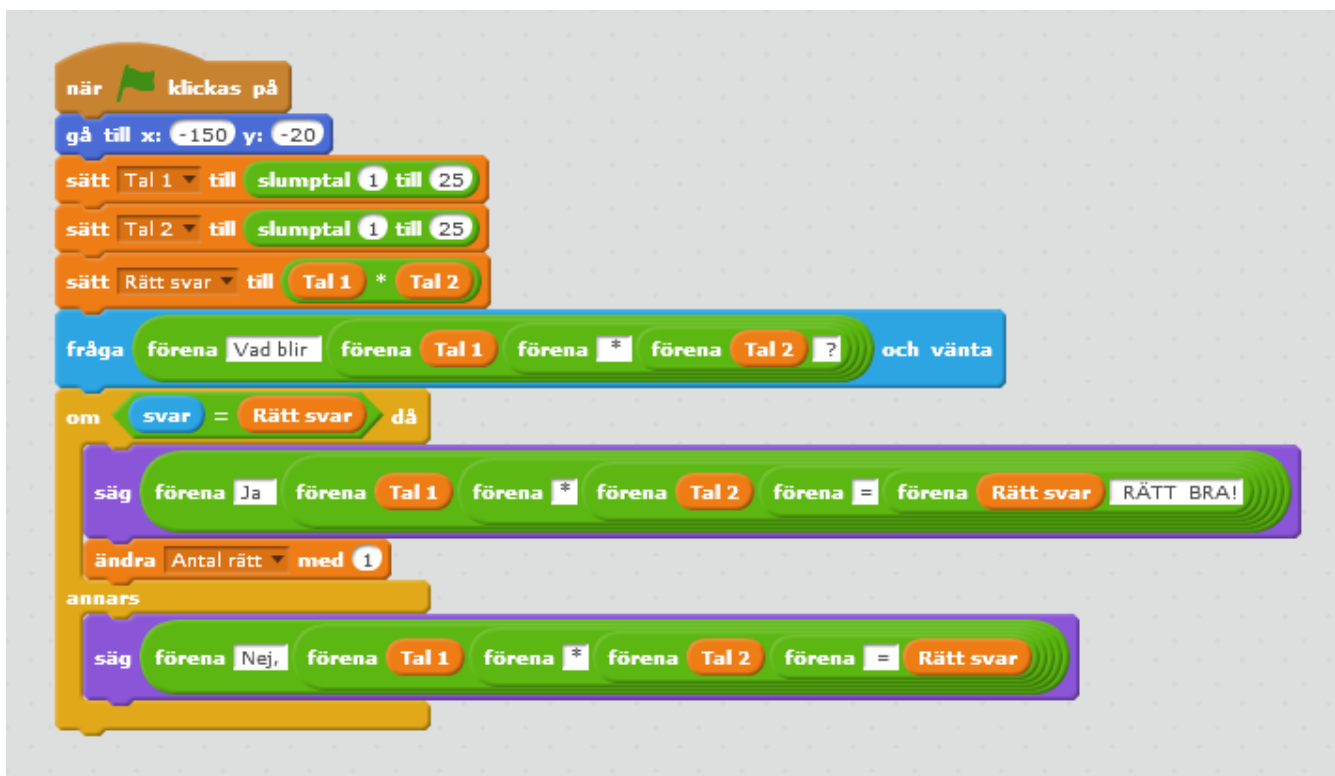 när klickas på
gå till x: -150 y: -20
sätt Tal 1 till slumptal 1 till 25
sätt Tal 2 till slumptal 1 till 25
sätt Rätt svar till Tal 1 * Tal 2
fråga förena Vad blir förena Tal 1 förena * förena Tal 2 ? och vänta
om svar = Rätt svar då
säg förena Ja förena Tal 1 förena * förena Tal 2 förena = förena Rätt svar RÄTT BRA!
ändra Antal rätt med 1
annars
säg förena Nej, förena Tal 1 förena * förena Tal 2 förena = Rätt svar